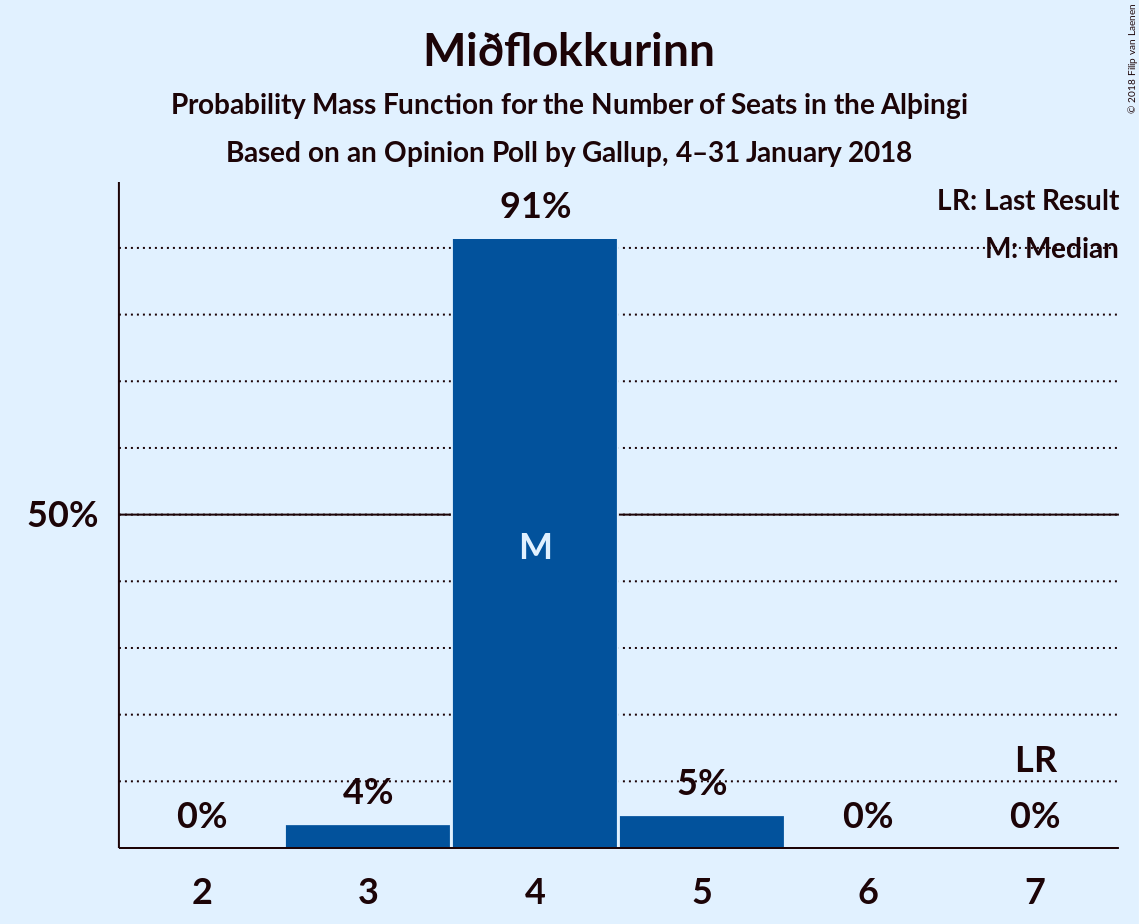 Miðflokkurinn
Probability Mass Function for the Number of Seats in the Alþingi
Based on an Opinion Poll by Gallup, 4–31 January 2018
© 2018 Filip van Laenen
LR: Last Result
M: Median
91%
50%
M
LR
0%
4%
5%
0%
0%
2 3 4 5 6 7